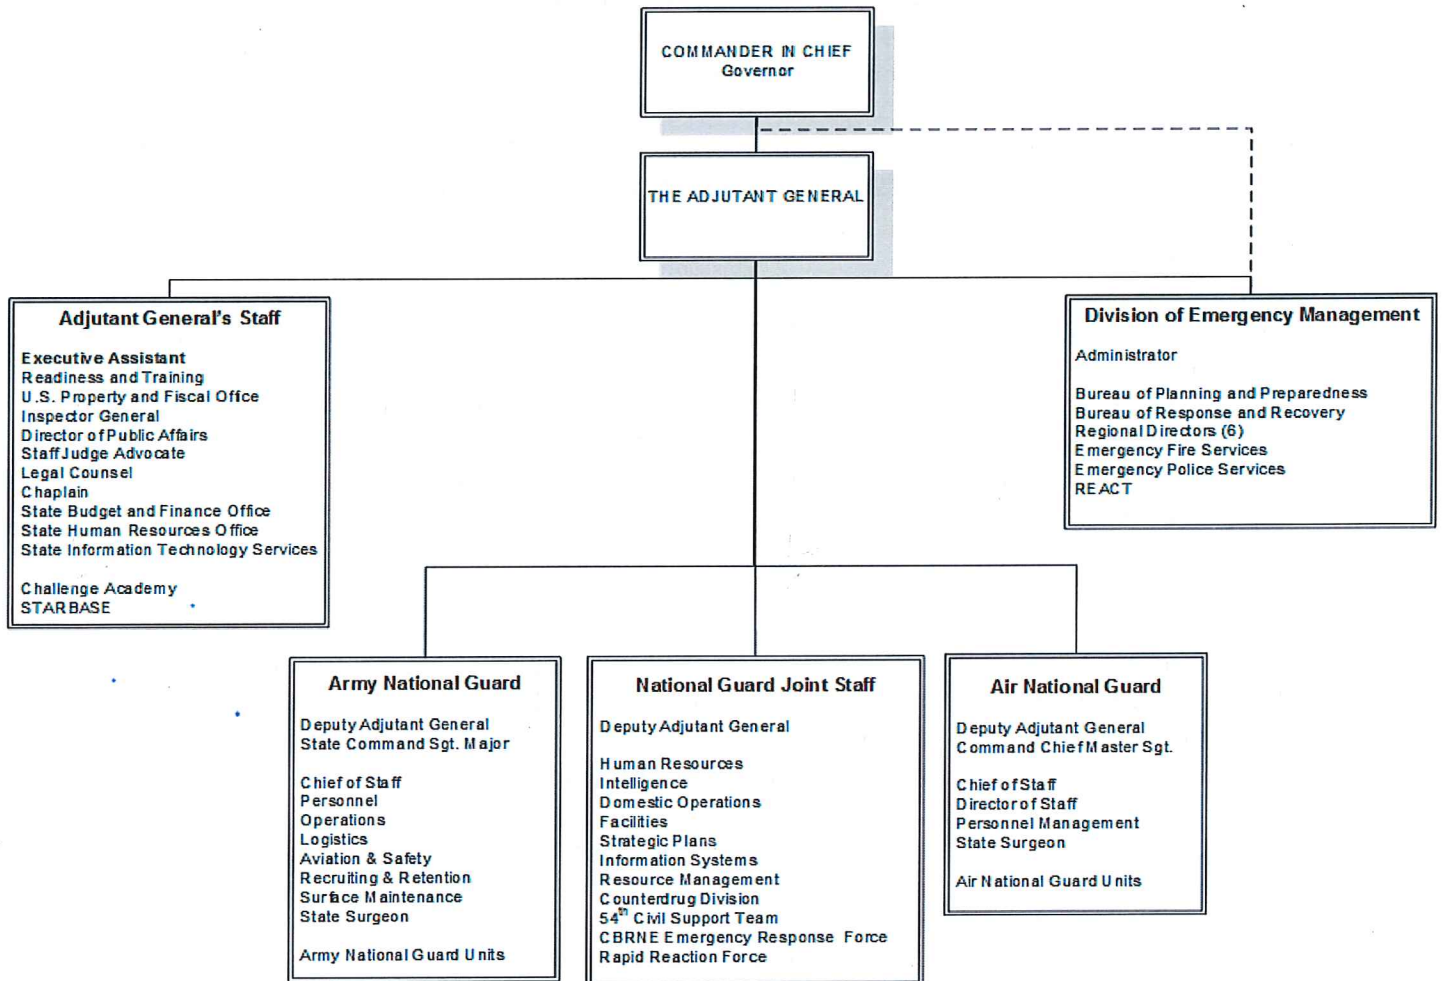 COMMANDER IN CHIEF
Governor
THE ADJUTANT GENERAL
Adjutant General's Staff
Executive Assistant
Readiness and Training
U.S. Property and Fiscal Office
Inspector General
Director of Public Affairs
Staff Judge Advocate
Legal Counsel
Chaplain
State Budget and Finance Office
State Human Resources Office
State Information Technology Services
Challenge Academy
STARBASE
Division of Emergency Management
Administrator
Bureau of Planning and Preparedness
Bureau of Response and Recovery
Regional Directors (6)
Emergency Fire Services
Emergency Police Services
REACT
Army National Guard
Deputy Adjutant General
State Command Sgt. Major
Chief of Staff
Personnel
Operations
Logistics
Aviation & Safety
Recruiting & Retention
Surface Maintenance
State Surgeon
Army National Guard Units
National Guard Joint Staff
Deputy Adjutant General
Human Resources
Intelligence
Domestic Operations
Facilities
Strategic Plans
Information Systems
Resource Management
Counterdrug Division
54th Civil Support Team
CBRNE Emergency Response Force
Rapid Reaction Force
Air National Guard
Deputy Adjutant General
Command Chief Master Sgt.
Chief of Staff
Director of Staff
Personnel Management
State Surgeon
Air National Guard Units